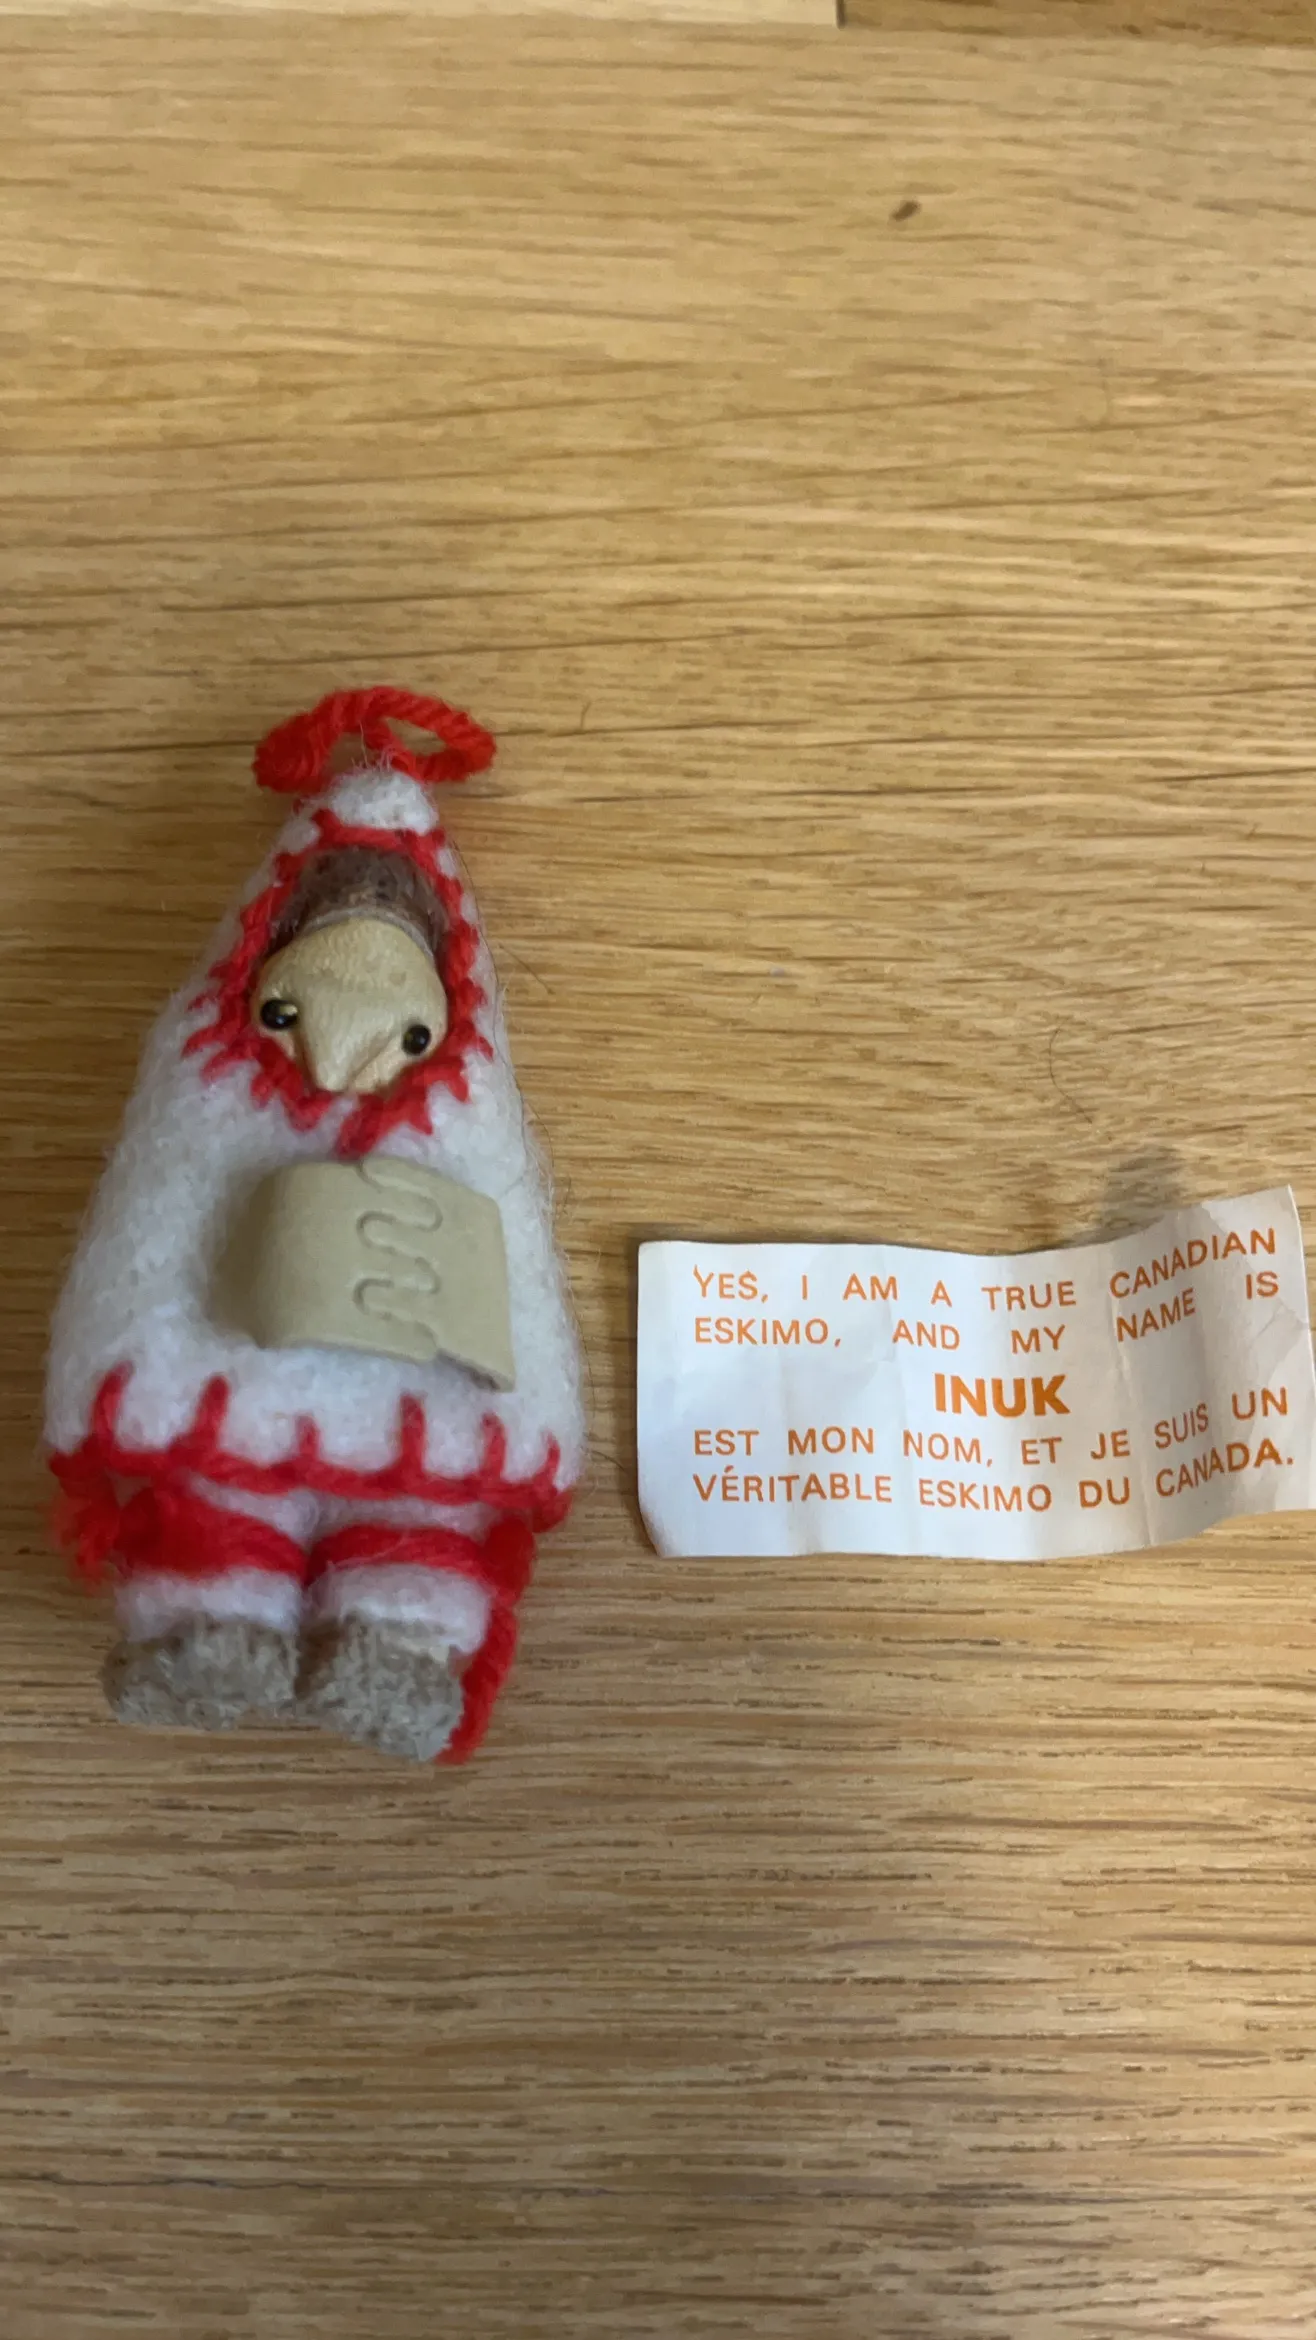 YES, I AM A TRUE CANADIAN
ESKIMO, AND MY NAME IS
INUK
EST MON NOM, ET JE SUIS UN
VÉRITABLE ESKIMO DU CANADA.